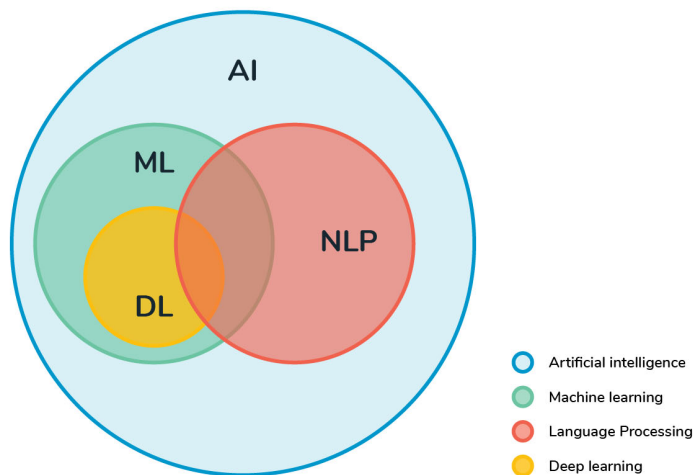 AI
ML
NLP
DL
Artificial intelligence
Machine learning
Language Processing
Deep learning